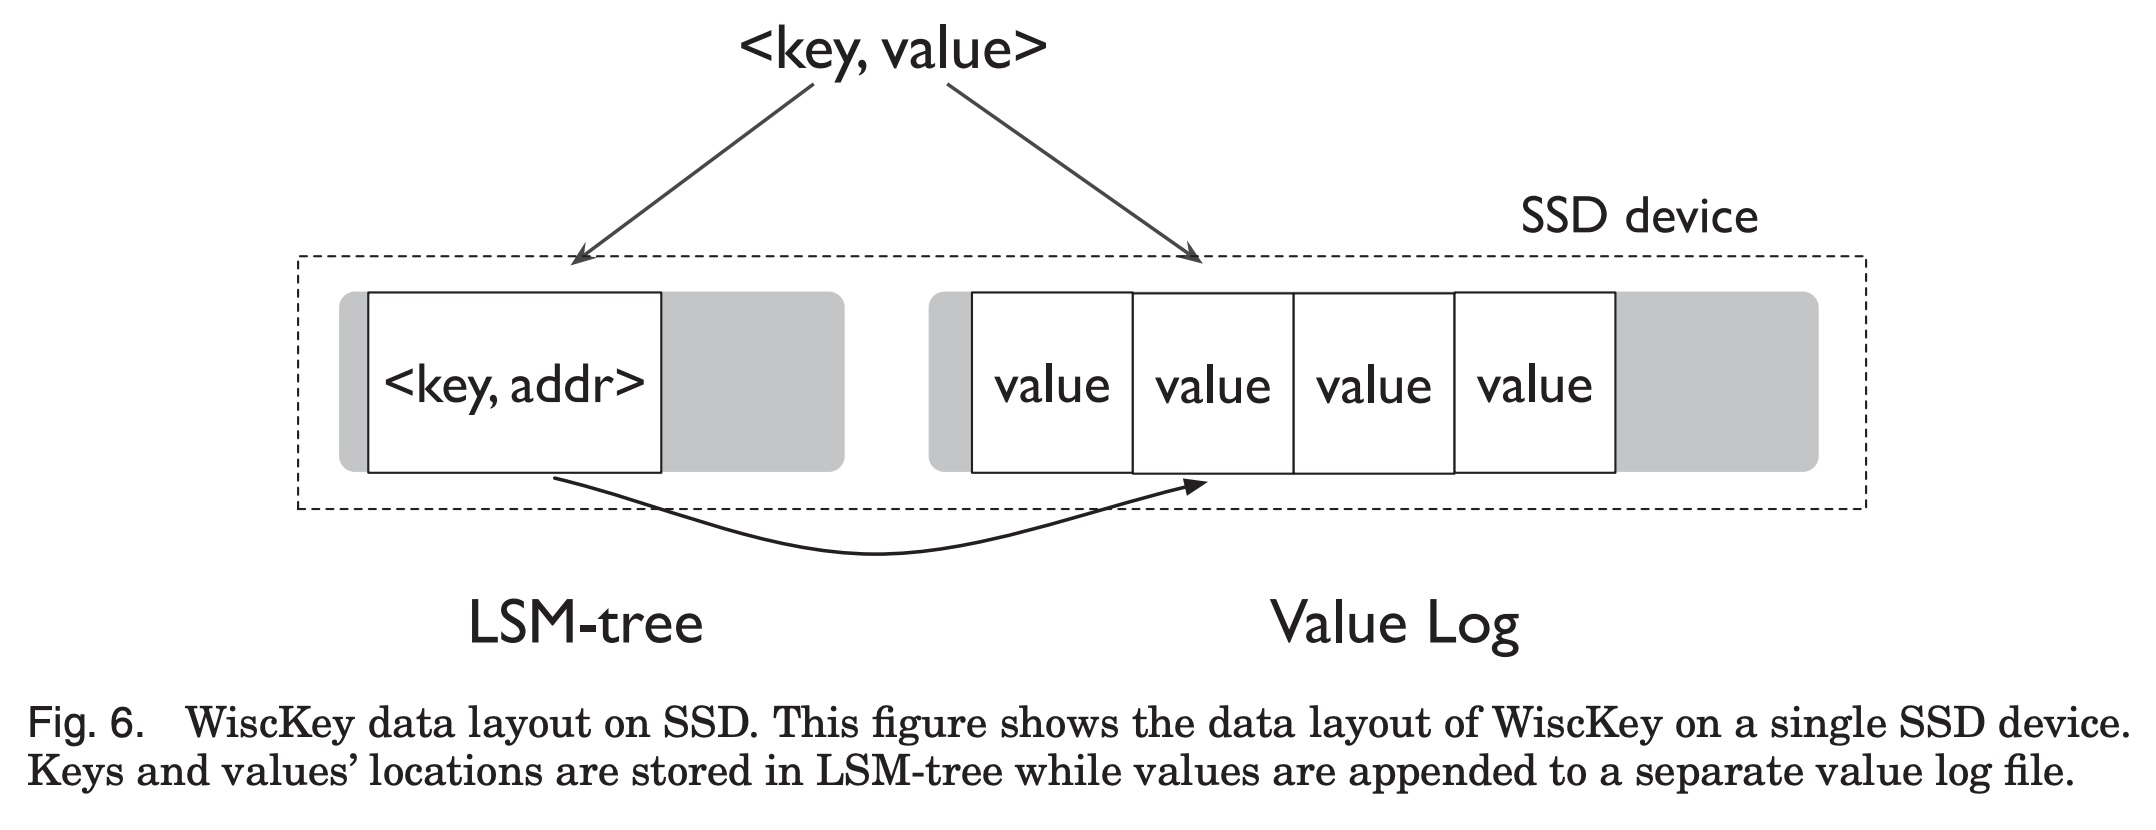 <key, value>
SSD device
<key, addr>
value value value value
LSM-tree
Value Log
Fig. 6. WiscKey data layout on SSD. This figure shows the data layout of WiscKey on a single SSD device.
Keys and values’ locations are stored in LSM-tree while values are appended to a separate value log file.